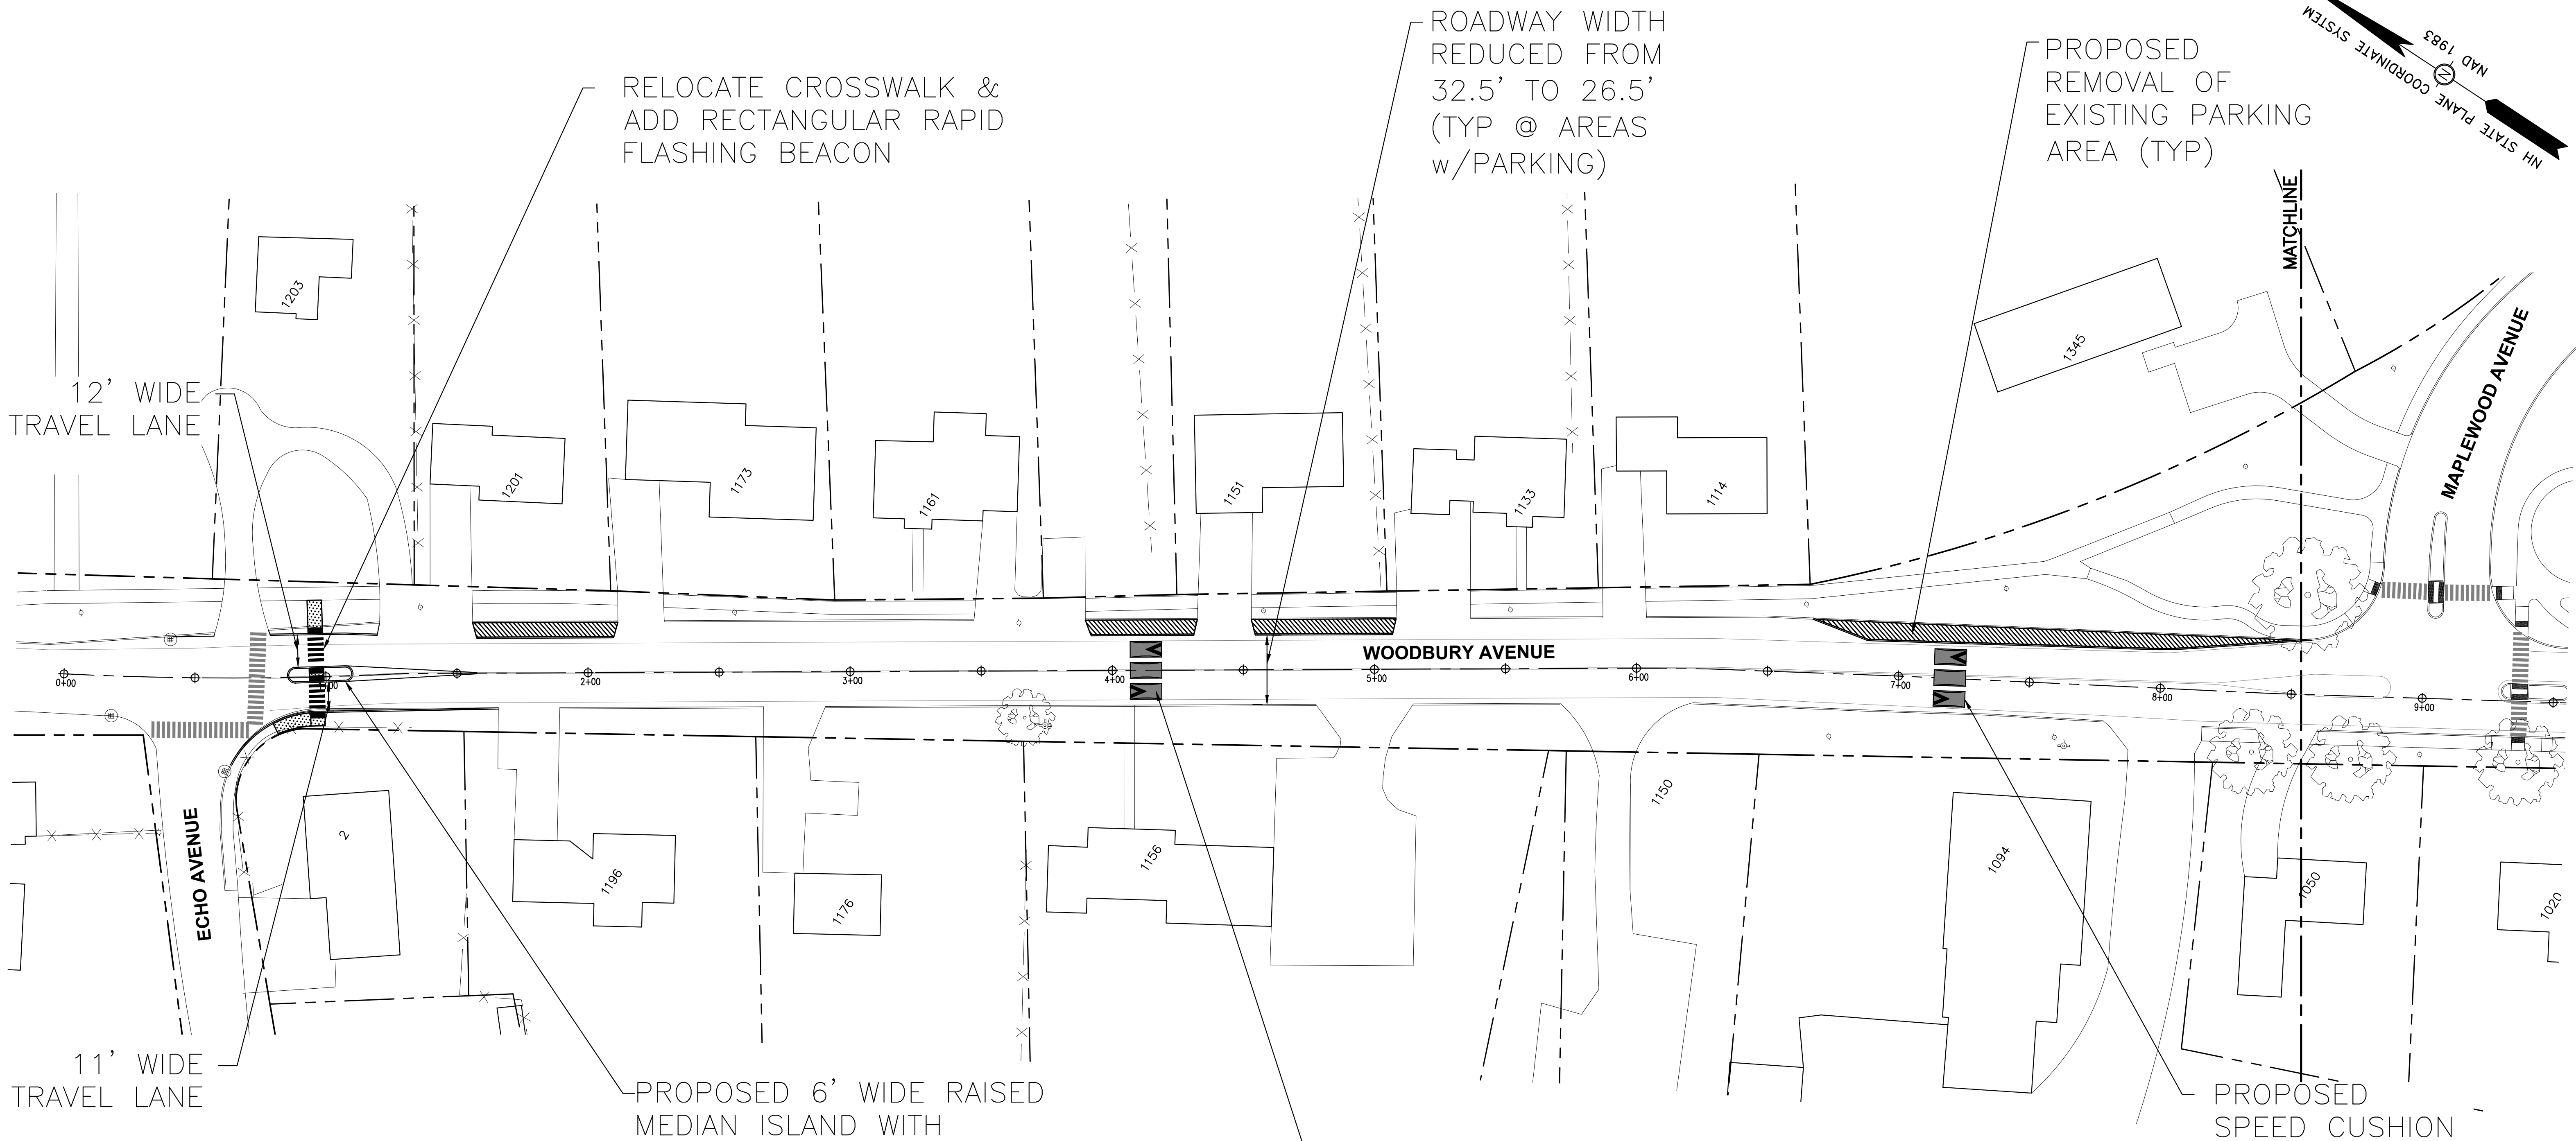 ROADWAY WIDTH
REDUCED FROM
32.5' TO 26.5'
(TYP @ AREAS
w/PARKING)
PROPOSED
REMOVAL OF
EXISTING PARKING
AREA (TYP)
NH STATE PLANE COORDINATE SYSTEM
NAD 1983
N
RELOCATE CROSSWALK &
ADD RECTANGULAR RAPID
FLASHING BEACON
MATCHLINE
1203
1345
MAPLEWOOD AVENUE
12' WIDE
TRAVEL LANE
1201
1173
1161
1151
1133
1114
WOODBURY AVENUE
0+00
1+00
2+00
3+00
4+00
5+00
6+00
7+00
8+00
9+00
ECHO AVENUE
2
1196
1176
1156
1150
1094
1050
1020
11' WIDE
TRAVEL LANE
PROPOSED 6' WIDE RAISED
MEDIAN ISLAND WITH
PROPOSED
SPEED CUSHION